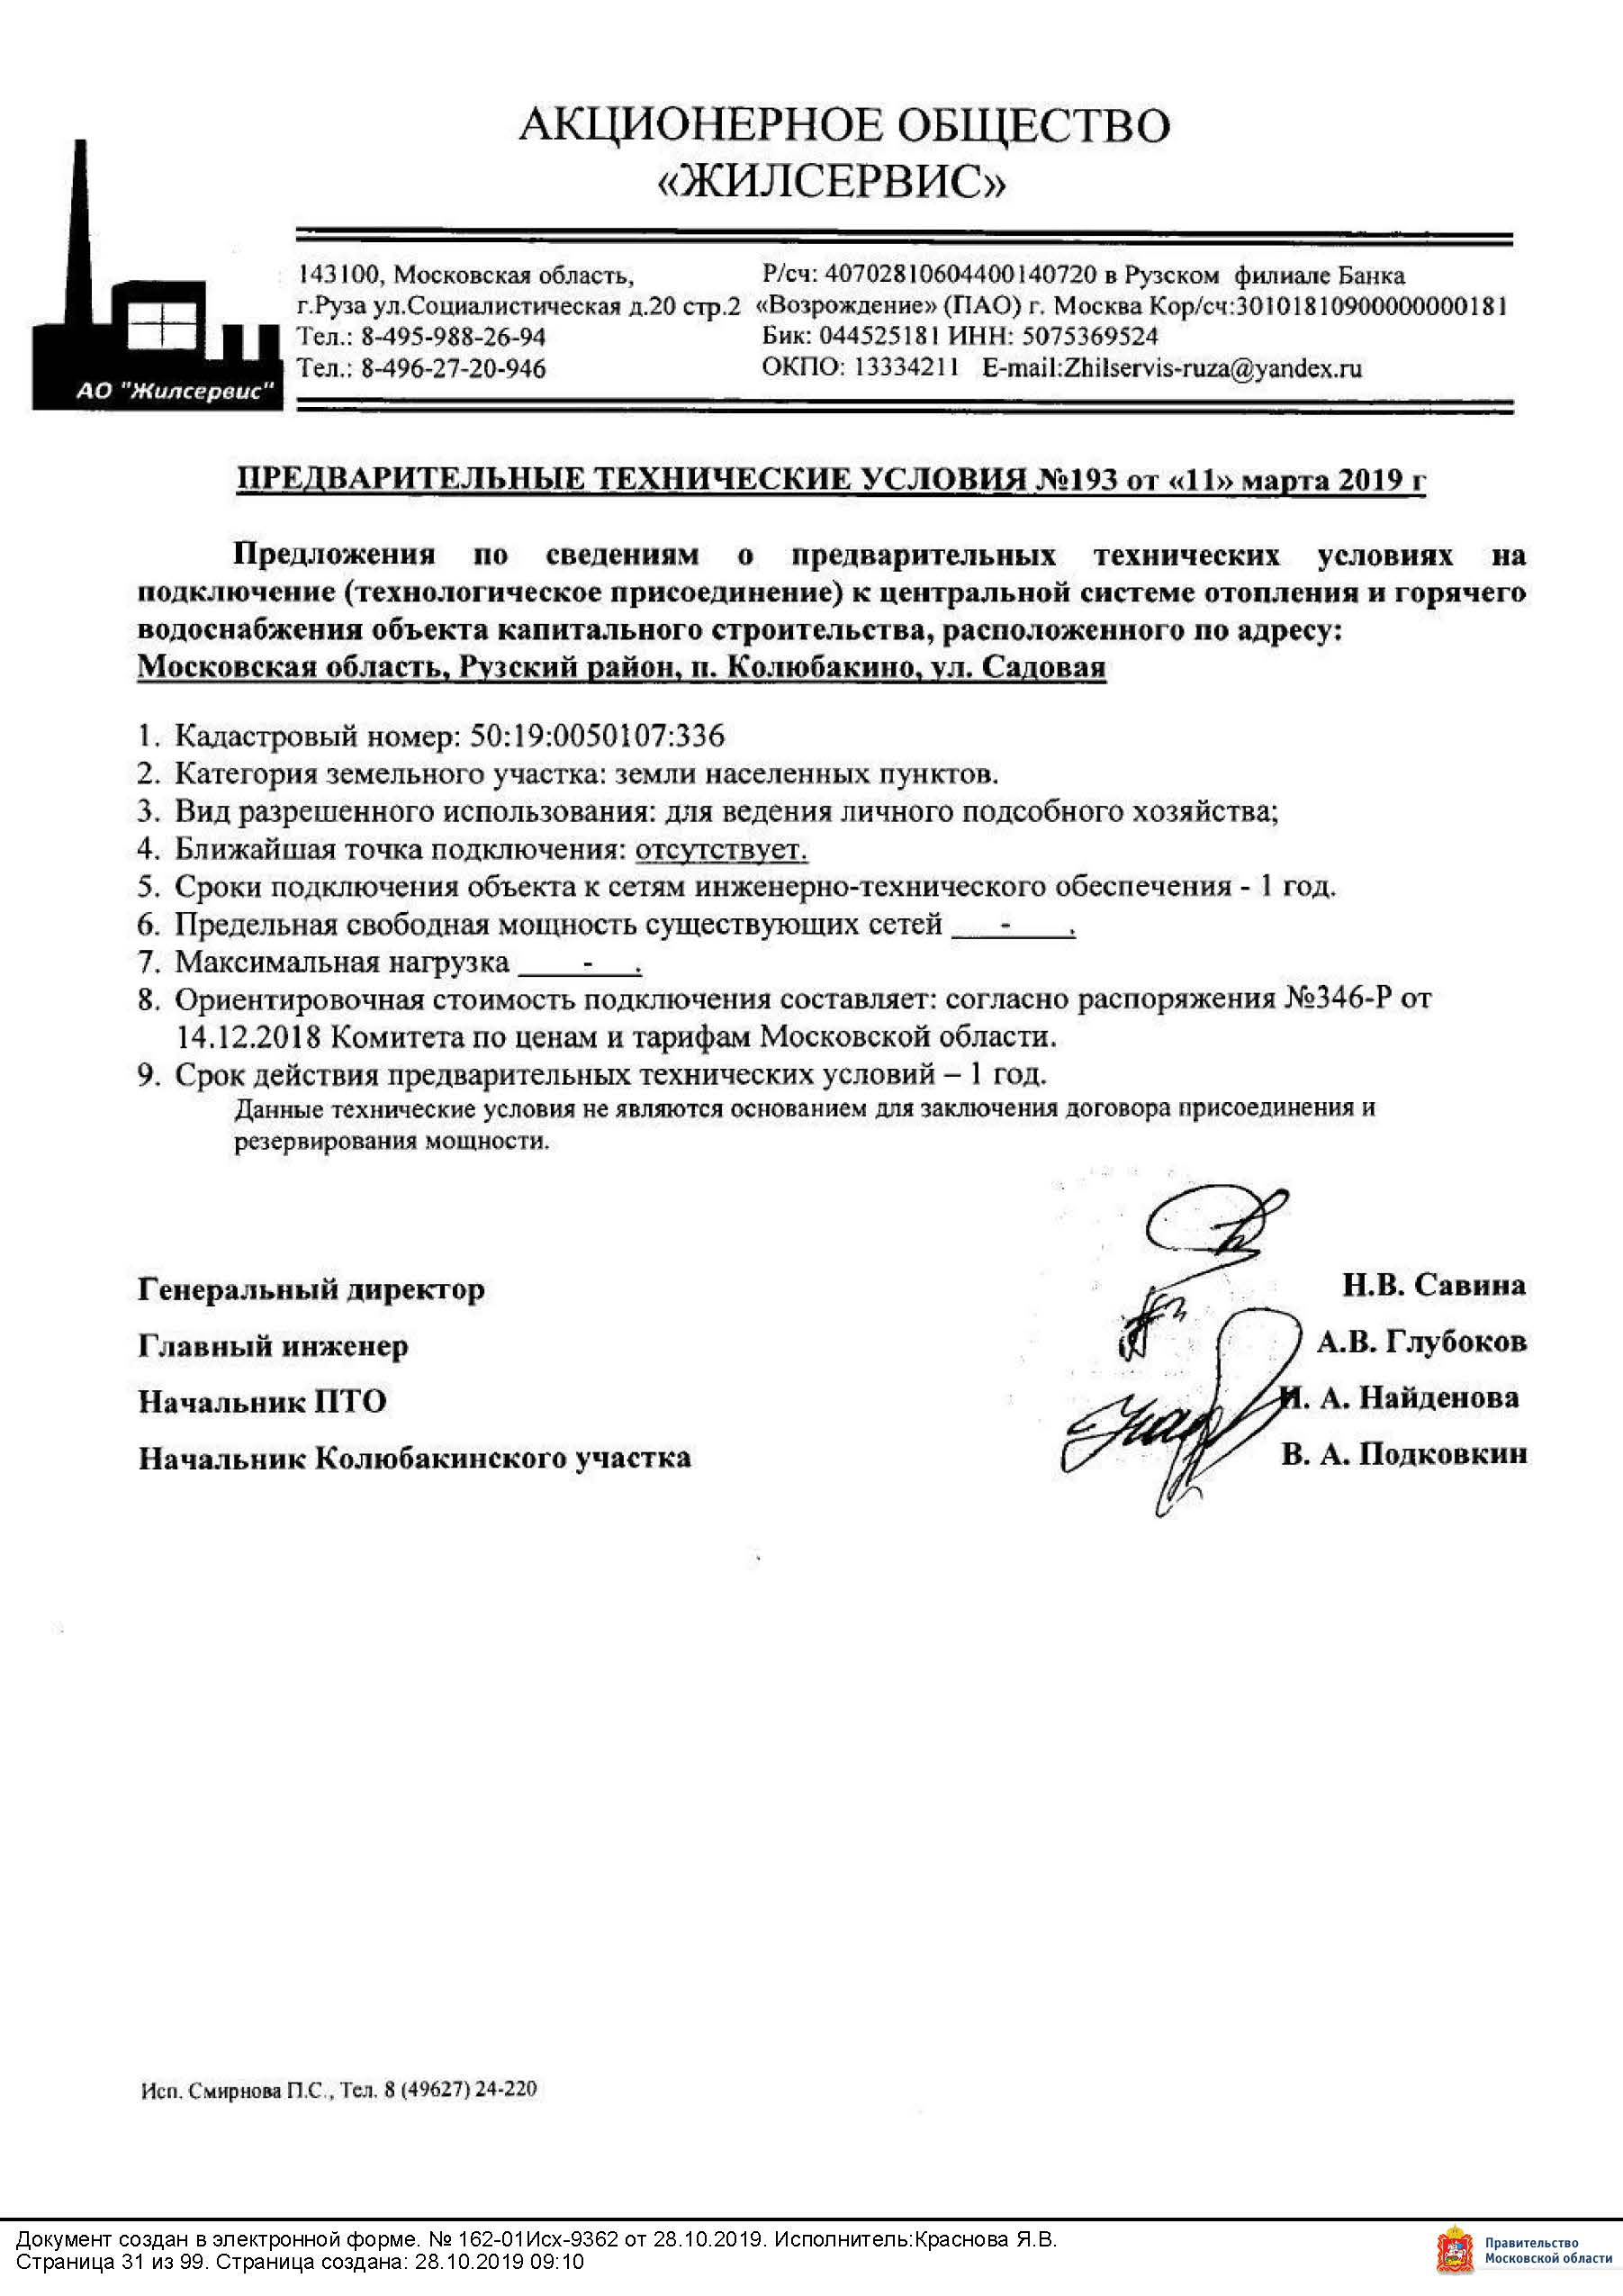 АКЦИОНЕРНОЕ ОБЩЕСТВО
«ЖИЛСЕРВИС»
АО "Жилсервис"
143100, Московская область,
г.Руза ул.Социалистическая д.20 стр.2
Тел.: 8-495-988-26-94
Тел.: 8-496-27-20-946
Р/сч: 40702810604400140720 в Рузском филиале Банка
«Возрождение» (ПАО) г. Москва Кор/сч:30101810900000000181
Бик: 044525181 ИНН: 5075369524
ОКПО: 13334211 E-mail:Zhilservis-ruza@yandex.ru
ПРЕДВАРИТЕЛЬНЫЕ ТЕХНИЧЕСКИЕ УСЛОВИЯ №193 от «11» марта 2019 г
Предложения по сведениям о предварительных технических условиях на
подключение (технологическое присоединение) к центральной системе отопления и горячего
водоснабжения объекта капитального строительства, расположенного по адресу:
Московская область, Рузский район, п. Колюбакино, ул. Садовая
1. Кадастровый номер: 50:19:0050107:336
2. Категория земельного участка: земли населенных пунктов.
3. Вид разрешенного использования: для ведения личного подсобного хозяйства;
4. Ближайшая точка подключения: отсутствует.
5. Сроки подключения объекта к сетям инженерно-технического обеспечения - 1 год.
6. Предельная свободная мощность существующих сетей ___-____.
7. Максимальная нагрузка ____-___.
8. Ориентировочная стоимость подключения составляет: согласно распоряжения №346-Р от
14.12.2018 Комитета по ценам и тарифам Московской области.
9. Срок действия предварительных технических условий – 1 год.
Данные технические условия не являются основанием для заключения договора присоединения и
резервирования мощности.
Генеральный директор Н.В. Савина
Главный инженер А.В. Глубоков
Начальник ПТО И. А. Найденова
Начальник Колюбакинского участка В. А. Подковкин
Исп. Смирнова П.С., Тел. 8 (49627) 24-220
Документ создан в электронной форме. № 162-01Исх-9362 от 28.10.2019. Исполнитель:Краснова Я.В.
Страница 31 из 99. Страница создана: 28.10.2019 09:10
Правительство
Московской области